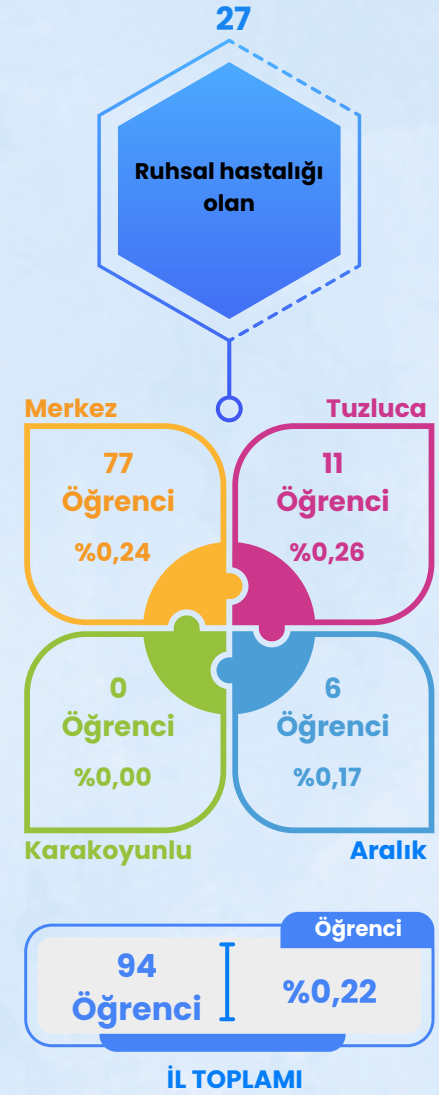 27
Ruhsal hastalığı
olan
Merkez
77
Öğrenci
%0,24
Tuzluca
11
Öğrenci
%0,26
0
Öğrenci
%0,00
Karakoyunlu
6
Öğrenci
%0,17
Aralık
Öğrenci
94
Öğrenci
%0,22
İL TOPLAMI